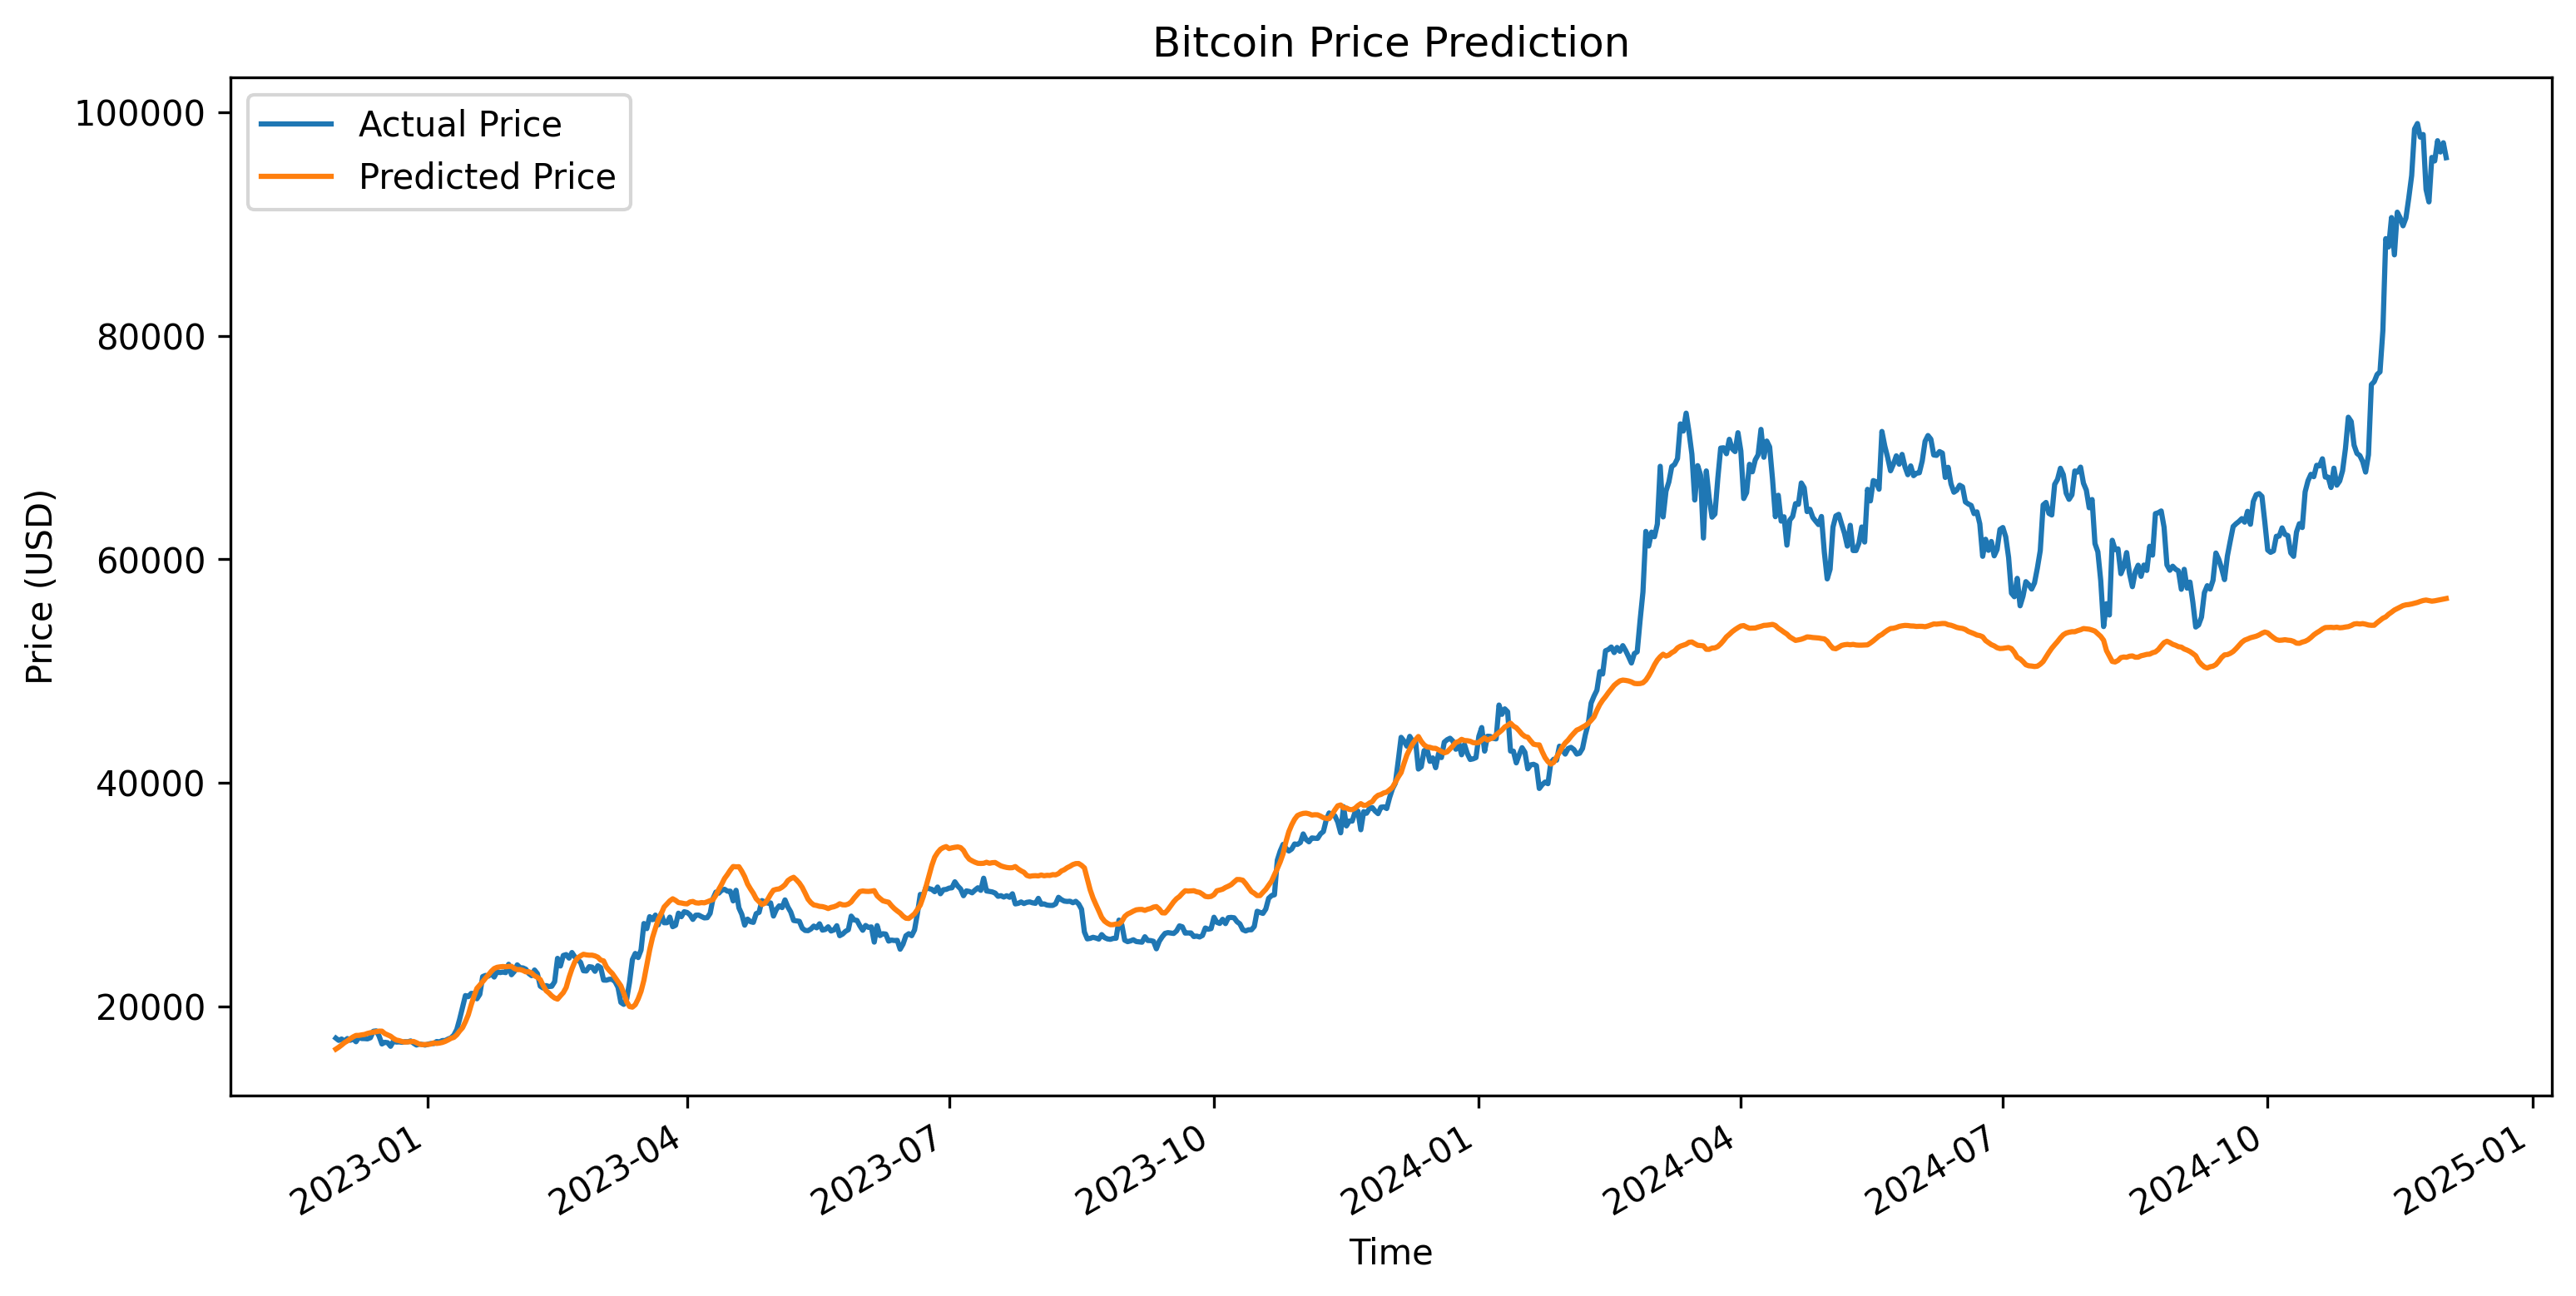 Bitcoin Price Prediction
Actual Price
Predicted Price
100000
80000
60000
40000
20000
Price (USD)
2023-01
2023-04
2023-07
2023-10
2024-01
2024-04
2024-07
2024-10
2025-01
Time